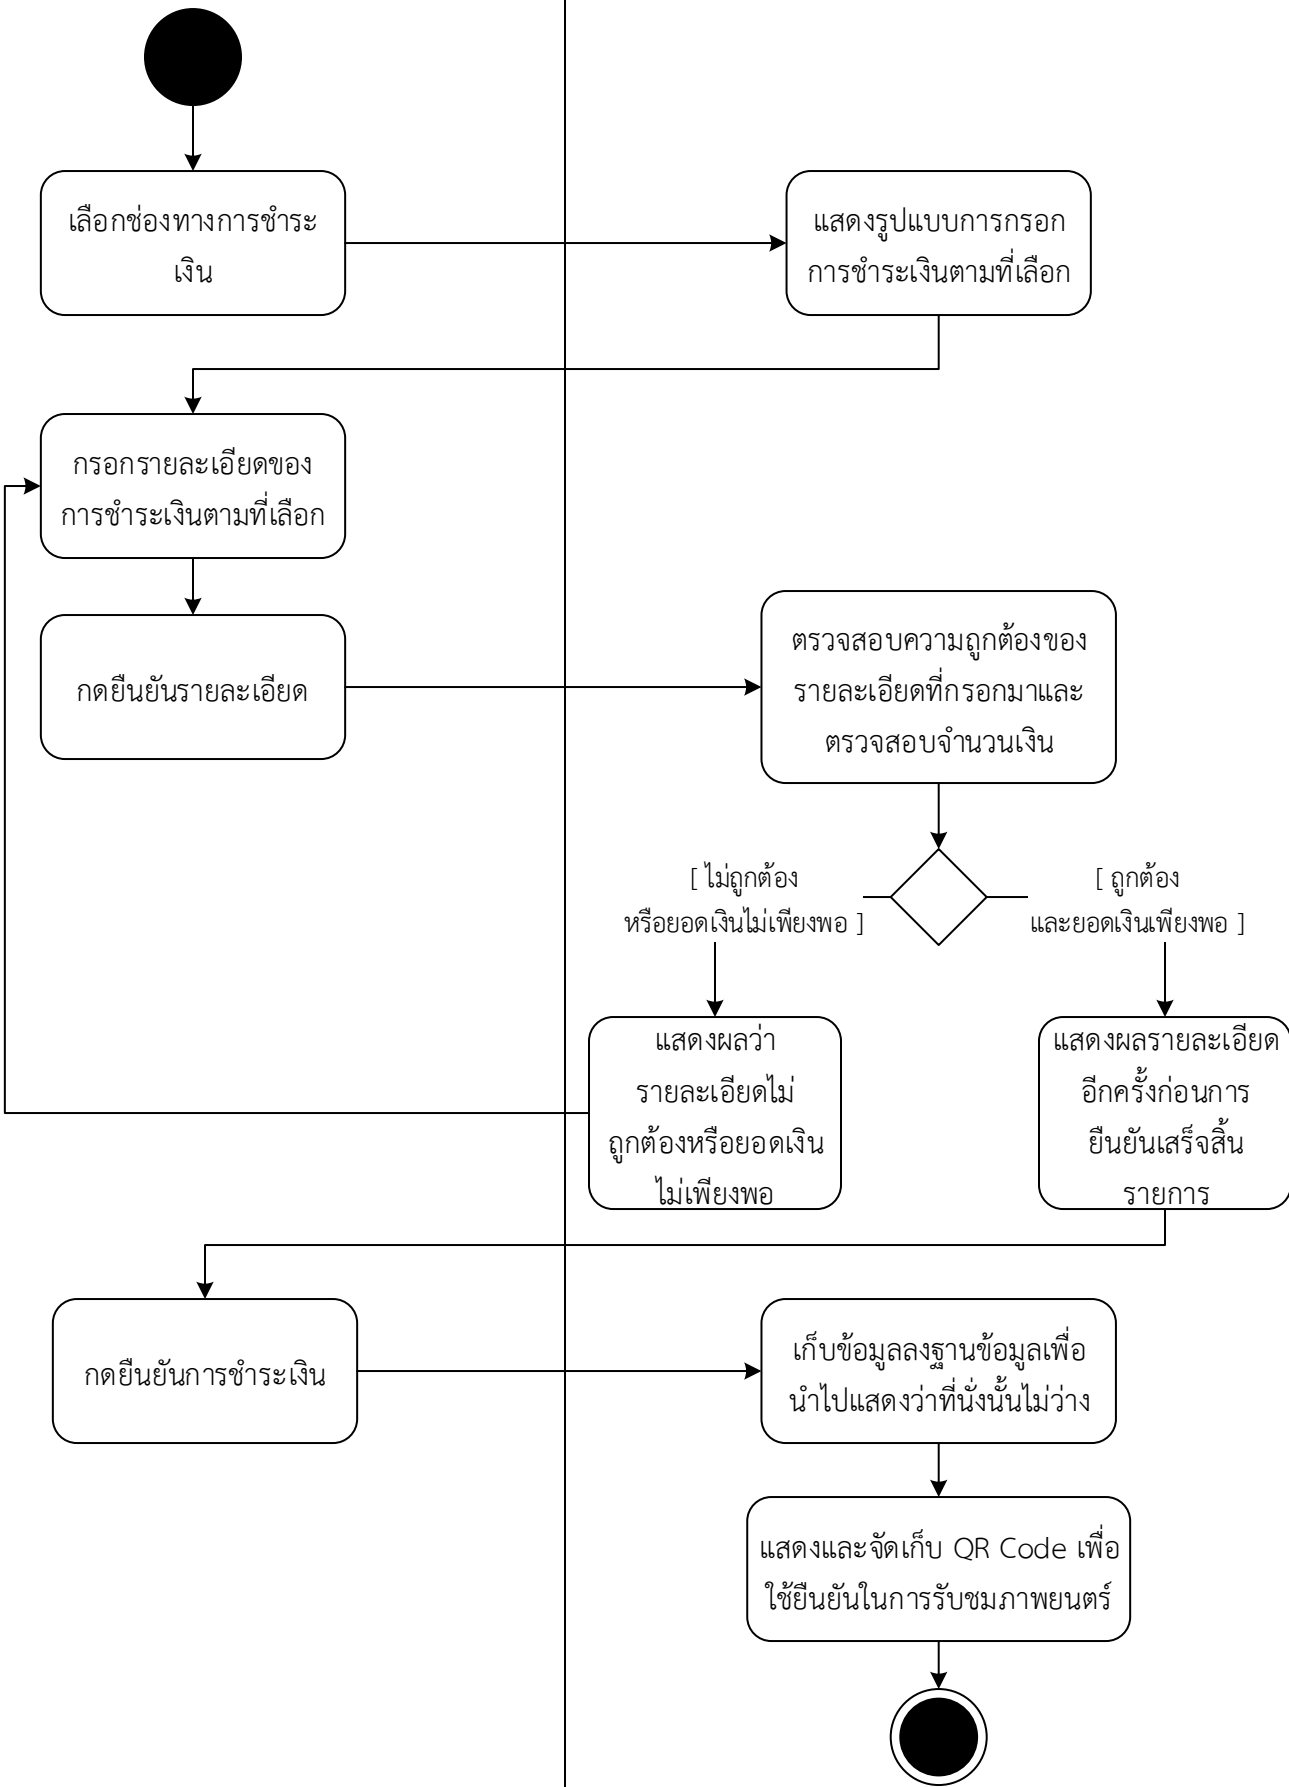 เลือกช่องทางการชำระ
เงิน
แสดงรูปแบบการกรอก
การชำระเงินตามที่เลือก
กรอกรายละเอียดของ
การชำระเงินตามที่เลือก
กดยืนยันรายละเอียด
ตรวจสอบความถูกต้องของ
รายละเอียดที่กรอกมาและ
ตรวจสอบจำนวนเงิน
[ ไม่ถูกต้อง
หรือยอดเงินไม่เพียงพอ ]
[ ถูกต้อง
และยอดเงินเพียงพอ ]
แสดงผลว่า
รายละเอียดไม่
ถูกต้องหรือยอดเงิน
ไม่เพียงพอ
แสดงผลรายละเอียด
อีกครั้งก่อนการ
ยืนยันเสร็จสิ้น
รายการ
กดยืนยันการชำระเงิน
เก็บข้อมูลลงฐานข้อมูลเพื่อ
นำไปแสดงว่าที่นั่งนั้นไม่ว่าง
แสดงและจัดเก็บ QR Code เพื่อ
ใช้ยืนยันในการรับชมภาพยนตร์